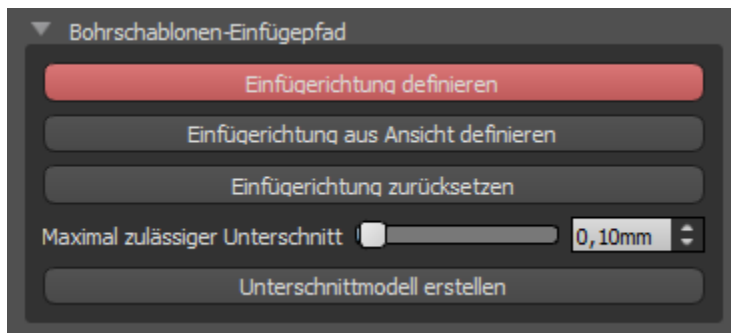 Bohrschablonen-Einfügepfad
Einfügerichtung definieren
Einfügerichtung aus Ansicht definieren
Einfügerichtung zurücksetzen
Maximal zulässiger Unterschnitt 0,10mm
Unterschnittmodell erstellen